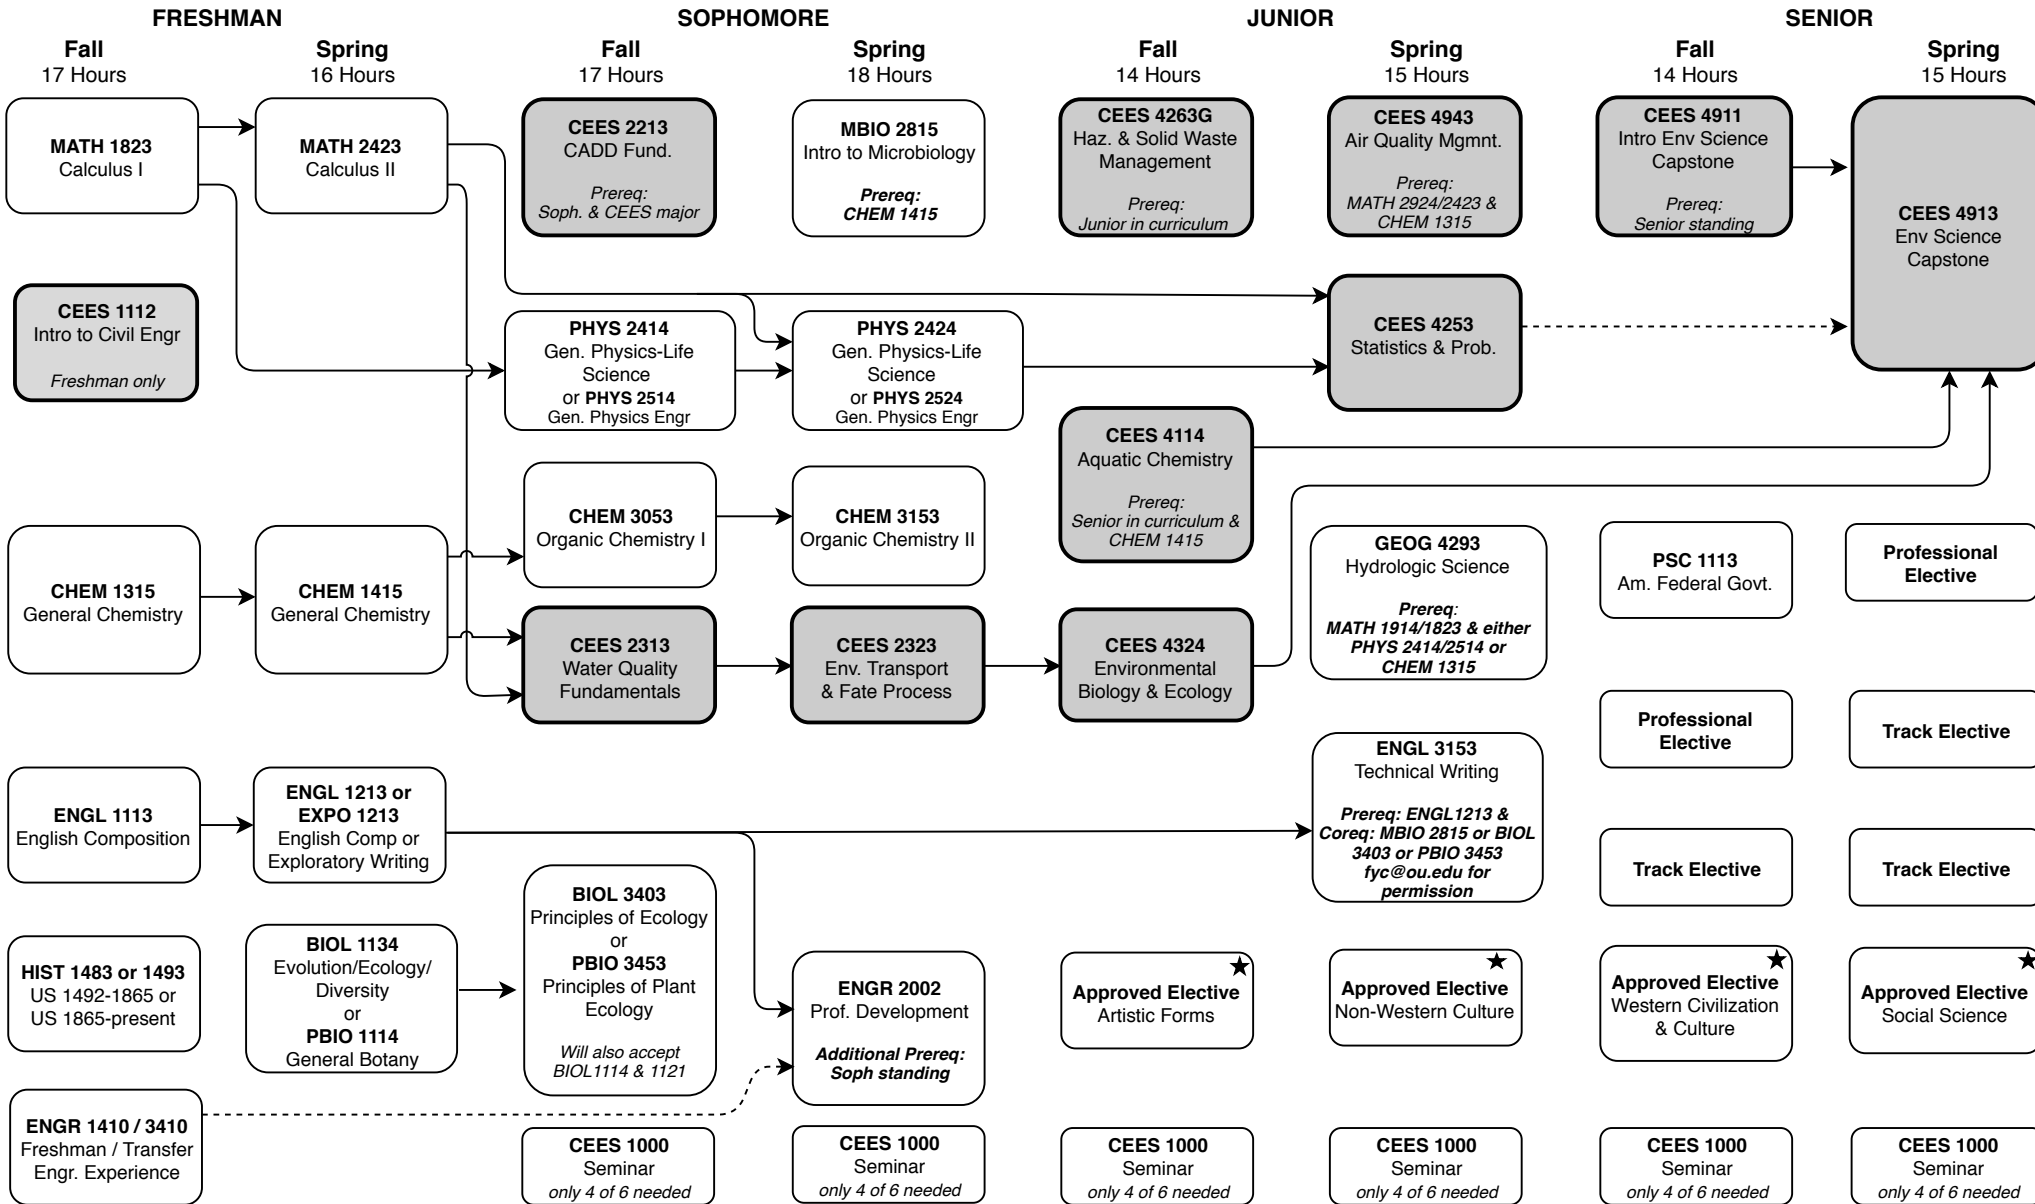 FRESHMAN
SOPHOMORE
JUNIOR
SENIOR
Fall
17 Hours
Spring
16 Hours
Fall
17 Hours
Spring
18 Hours
Fall
14 Hours
Spring
15 Hours
Fall
14 Hours
Spring
15 Hours
MATH 1823
Calculus I
MATH 2423
Calculus II
CEES 2213
CADD Fund.
Prereq:
Soph. & CEES major
MBIO 2815
Intro to Microbiology
Prereq:
CHEM 1415
CEES 4263G
Haz. & Solid Waste
Management
Prereq:
Junior in curriculum
CEES 4943
Air Quality Mgmnt.
Prereq:
MATH 2924/2423 &
CHEM 1315
CEES 4911
Intro Env Science
Capstone
Prereq:
Senior standing
CEES 4913
Env Science
Capstone
CEES 1112
Intro to Civil Engr
Freshman only
PHYS 2414
Gen. Physics-Life
Science
or PHYS 2514
Gen. Physics Engr
PHYS 2424
Gen. Physics-Life
Science
or PHYS 2524
Gen. Physics Engr
CEES 4253
Statistics & Prob.
CEES 4114
Aquatic Chemistry
Prereq:
Senior in curriculum &
CHEM 1415
CHEM 1315
General Chemistry
CHEM 1415
General Chemistry
CHEM 3053
Organic Chemistry I
CHEM 3153
Organic Chemistry II
GEOG 4293
Hydrologic Science
Prereq:
MATH 1914/1823 & either
PHYS 2414/2514 or
CHEM 1315
PSC 1113
Am. Federal Govt.
Professional
Elective
CEES 2313
Water Quality
Fundamentals
CEES 2323
Env. Transport
& Fate Process
CEES 4324
Environmental
Biology & Ecology
Professional
Elective
Track Elective
ENGL 1113
English Composition
ENGL 1213 or
EXPO 1213
English Comp or
Exploratory Writing
ENGL 3153
Technical Writing
Prereq: ENGL1213 &
Coreq: MBIO 2815 or BIOL
3403 or PBIO 3453
fyc@ou.edu for
permission
Track Elective
Track Elective
HIST 1483 or 1493
US 1492-1865 or
US 1865-present
BIOL 1134
Evolution/Ecology/
Diversity
or
PBIO 1114
General Botany
BIOL 3403
Principles of Ecology
or
PBIO 3453
Principles of Plant
Ecology
Will also accept
BIOL1114 & 1121
ENGR 2002
Prof. Development
Additional Prereq:
Soph standing
Approved Elective
Artistic Forms
Approved Elective
Non-Western Culture
Approved Elective
Western Civilization
& Culture
Approved Elective
Social Science
ENGR 1410 / 3410
Freshman / Transfer
Engr. Experience
CEES 1000
Seminar
only 4 of 6 needed
CEES 1000
Seminar
only 4 of 6 needed
CEES 1000
Seminar
only 4 of 6 needed
CEES 1000
Seminar
only 4 of 6 needed
CEES 1000
Seminar
only 4 of 6 needed
CEES 1000
Seminar
only 4 of 6 needed